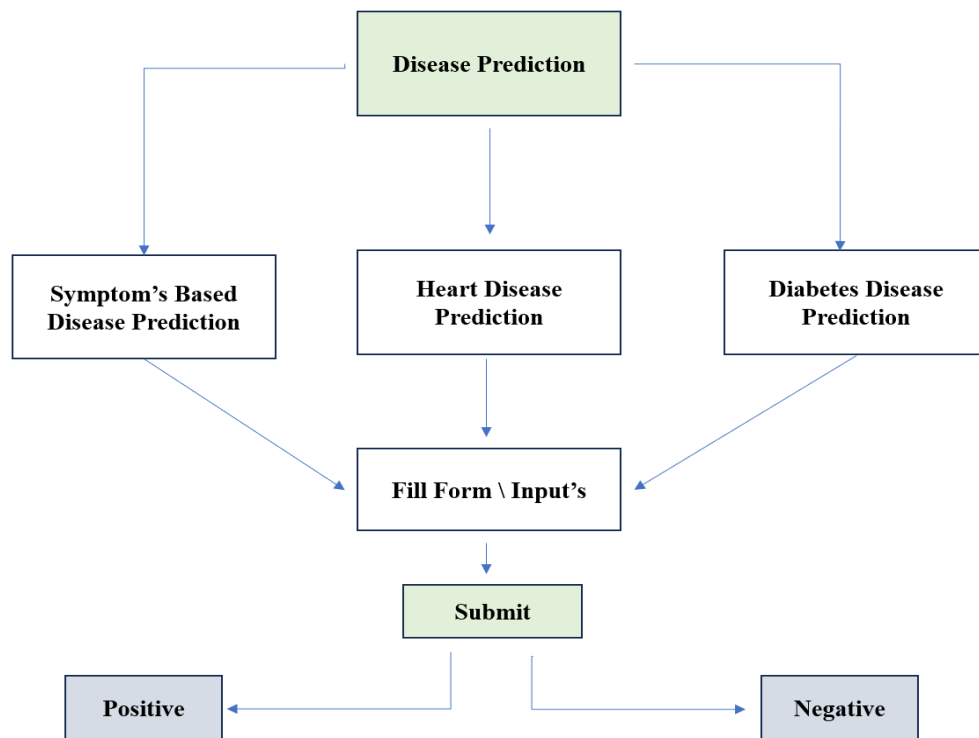 Disease Prediction
Symptom’s Based
Disease Prediction
Heart Disease
Prediction
Diabetes Disease
Prediction
Fill Form \ Input’s
Submit
Positive
Negative